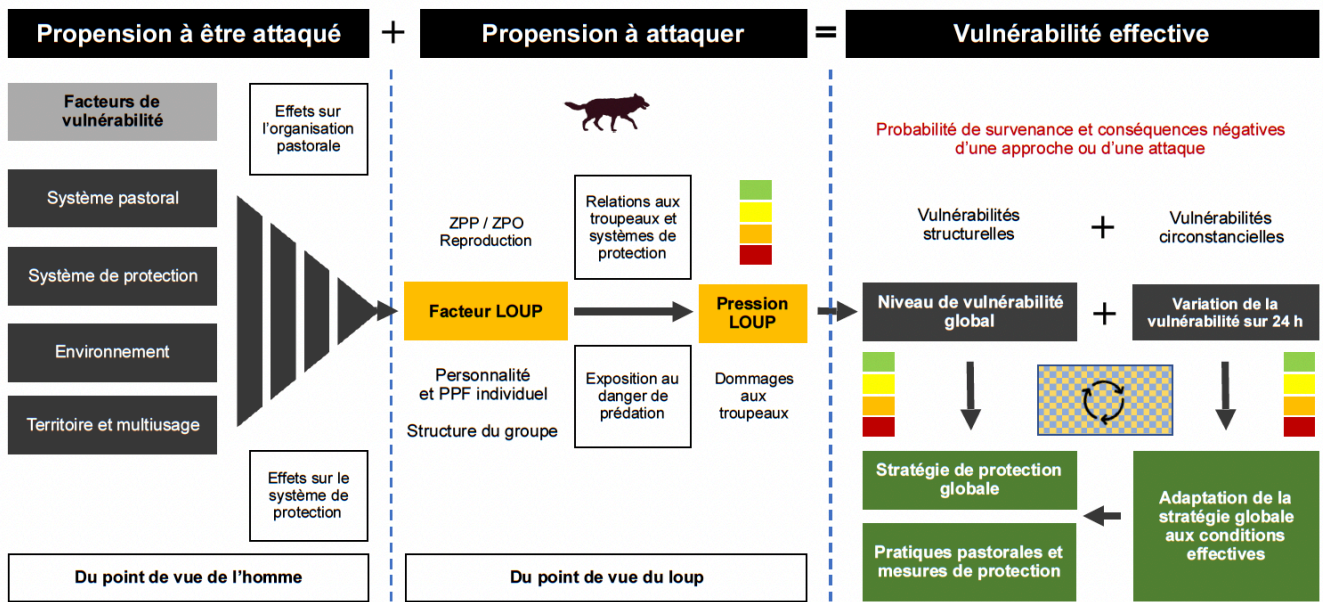 Propension à être attaqué
+
Propension à attaquer
=
Vulnérabilité effective
Facteurs de
vulnérabilité
Effets sur
l’organisation
pastorale
Système pastoral
Système de protection
Environnement
Territoire et multiusage
Effets sur le
système de
protection
Du point de vue de l’homme
ZPP / ZPO
Reproduction
Relations aux
troupeaux et
systèmes de
protection
Facteur LOUP
Pression
LOUP
Personnalité
et PPF individuel
Structure du groupe
Exposition au
danger de
prédation
Dommages
aux
troupeaux
Du point de vue du loup
Probabilité de survenance et conséquences négatives
d’une approche ou d’une attaque
Vulnérabilités
structurelles
+
Vulnérabilités
circonstancielles
Niveau de vulnérabilité
global
+
Variation de la
vulnérabilité sur 24 h
Stratégie de protection
globale
Pratiques pastorales et
mesures de protection
Adaptation de la
stratégie globale
aux conditions
effectives